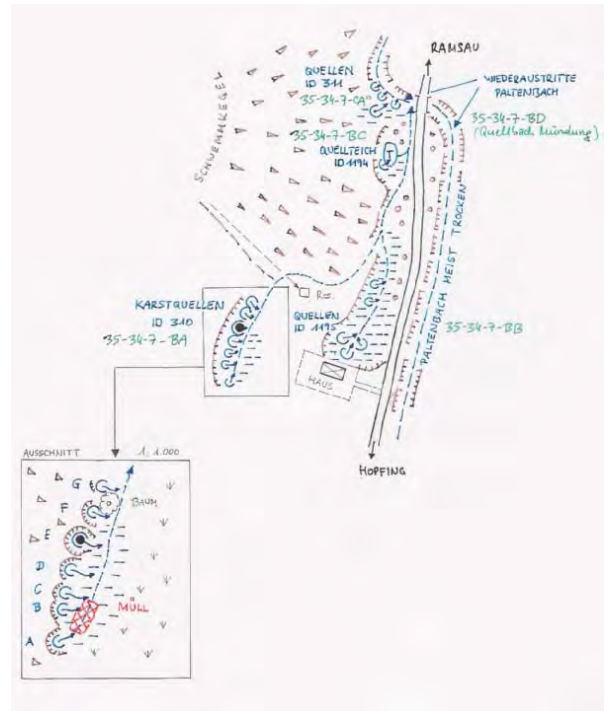 RAMSAU
QUELLEN
ID 311
35-34-7-CA
WIEDERAUSTRITTE
PALTENBACH
35-34-7-BD
(Quellbach Mündung)
35-34-7-BC
QUELLTEICH
ID 1194
SCHWEMMKEGEL
PALTENBACH MEIST TROCKEN
KARSTQUELLEN
ID 310
35-34-7-BA
QUELLEN
ID 1195
35-34-7-BB
HAUS
HOPFING
AUSSCHNITT 1:1.000
G
BAUM
F
E
D
C
B
MÜLL
A